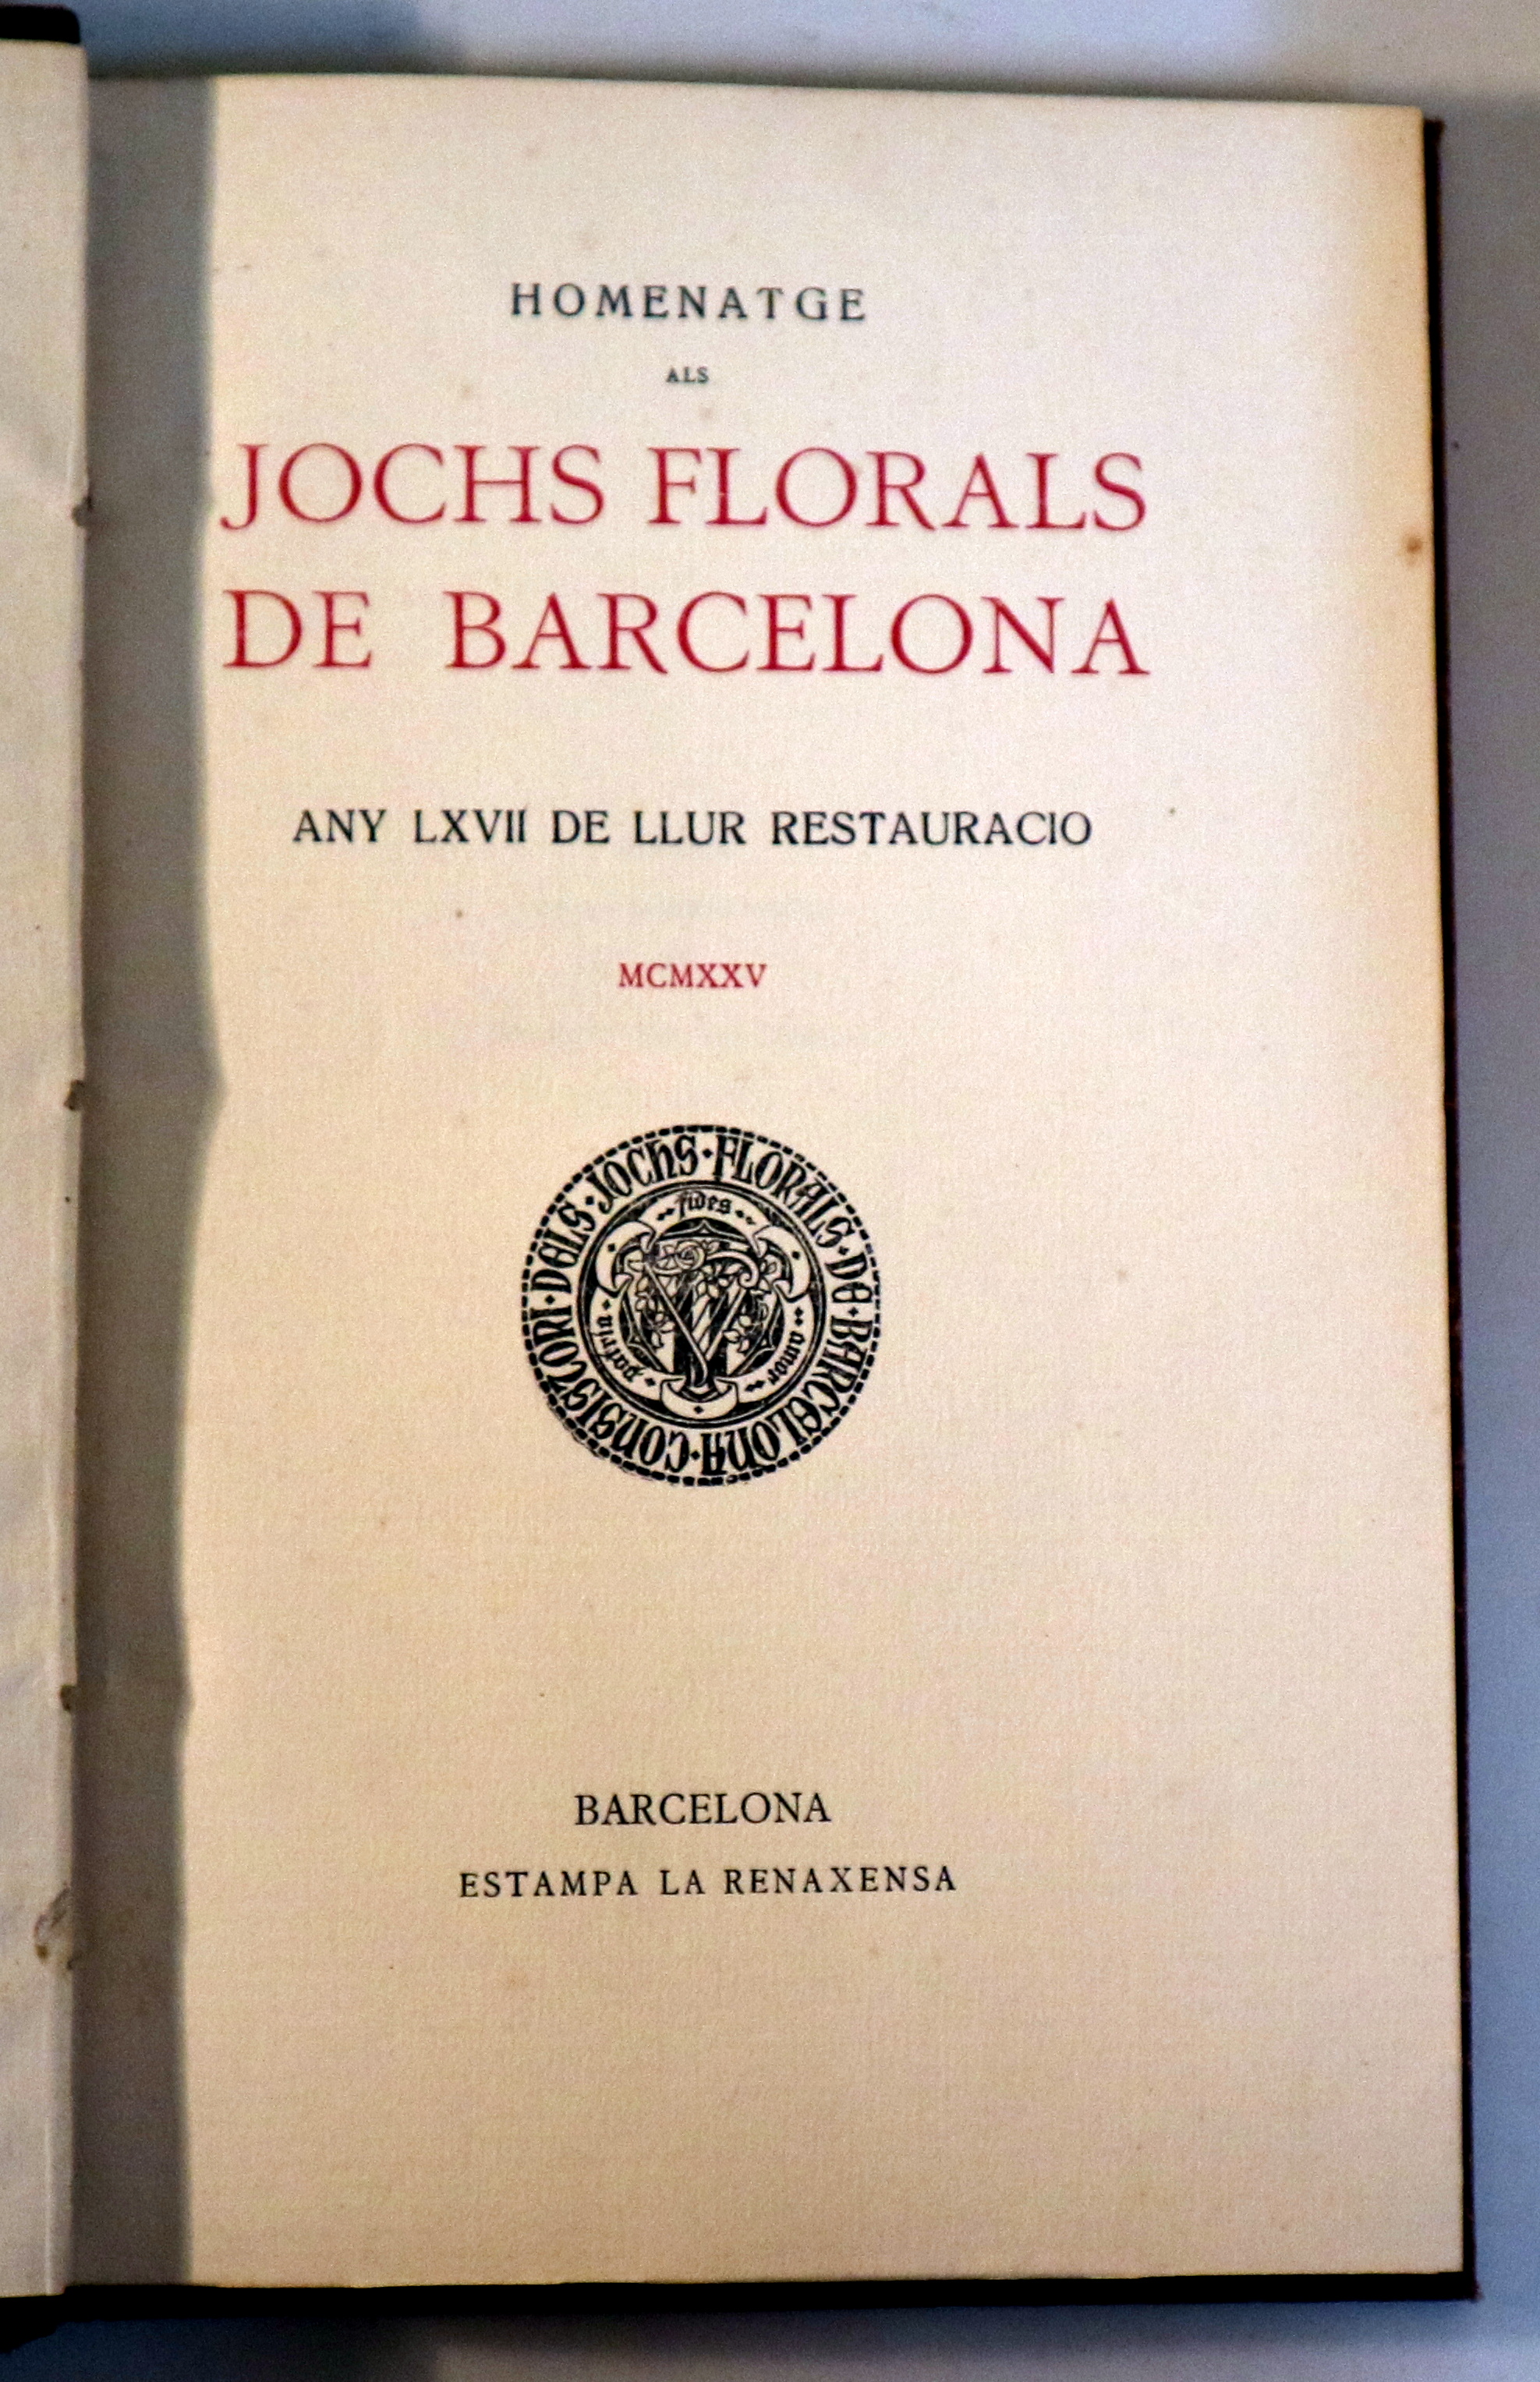 HOMENATGE
ALS
JOCHS FLORALS
DE BARCELONA
ANY LXVII DE LLUR RESTAURACIO
MCMXXV
CONSISTORI · DELS · JOCHS · FLORALS · DE · BARCELONA ·
fides
patria
amor
BARCELONA
ESTAMPA LA RENAXENSA